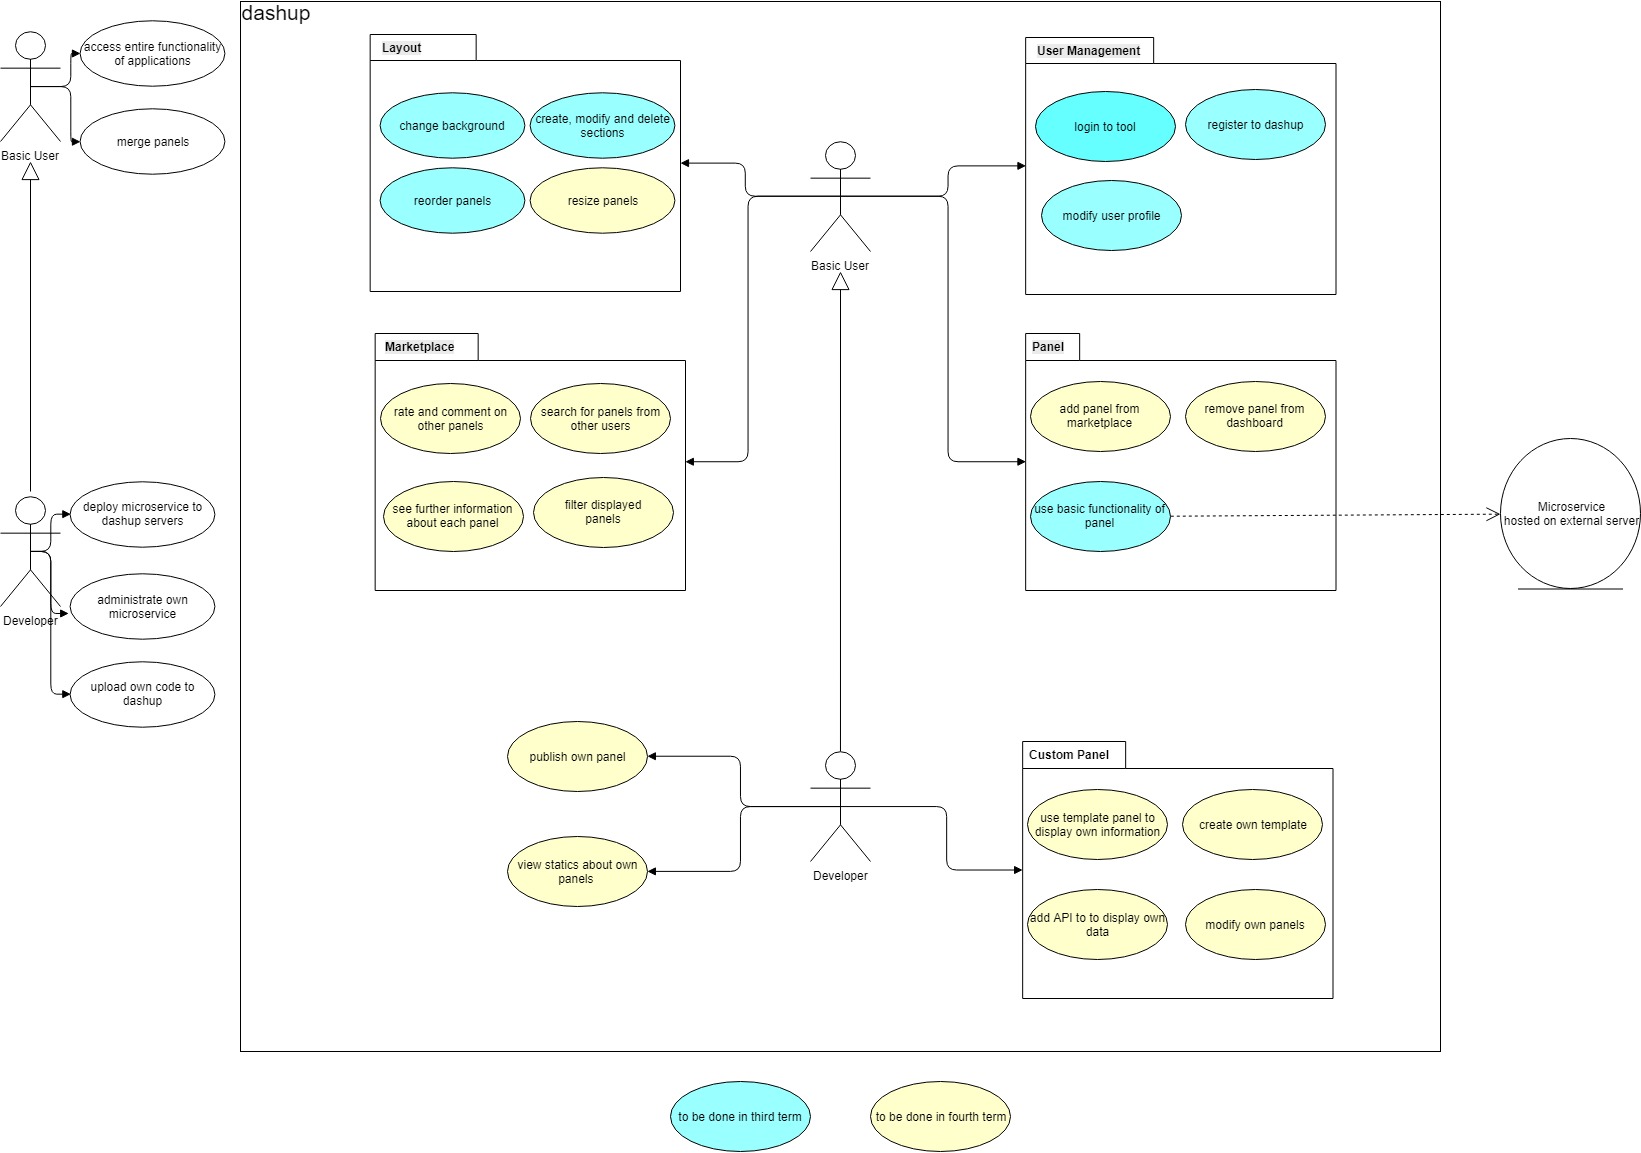 dashup
access entire functionality
of applications
merge panels
Basic User
deploy microservice to
dashup servers
administrate own
microservice
Developer
upload own code to
dashup
Layout
change background
create, modify and delete
sections
reorder panels
resize panels
User Management
login to tool
register to dashup
modify user profile
Basic User
Marketplace
rate and comment on
other panels
search for panels from
other users
see further information
about each panel
filter displayed
panels
Panel
add panel from
marketplace
remove panel from
dashboard
use basic functionality of
panel
Microservice
hosted on external server
publish own panel
view statics about own
panels
Developer
Custom Panel
use template panel to
display own information
create own template
add API to to display own
data
modify own panels
to be done in third term
to be done in fourth term